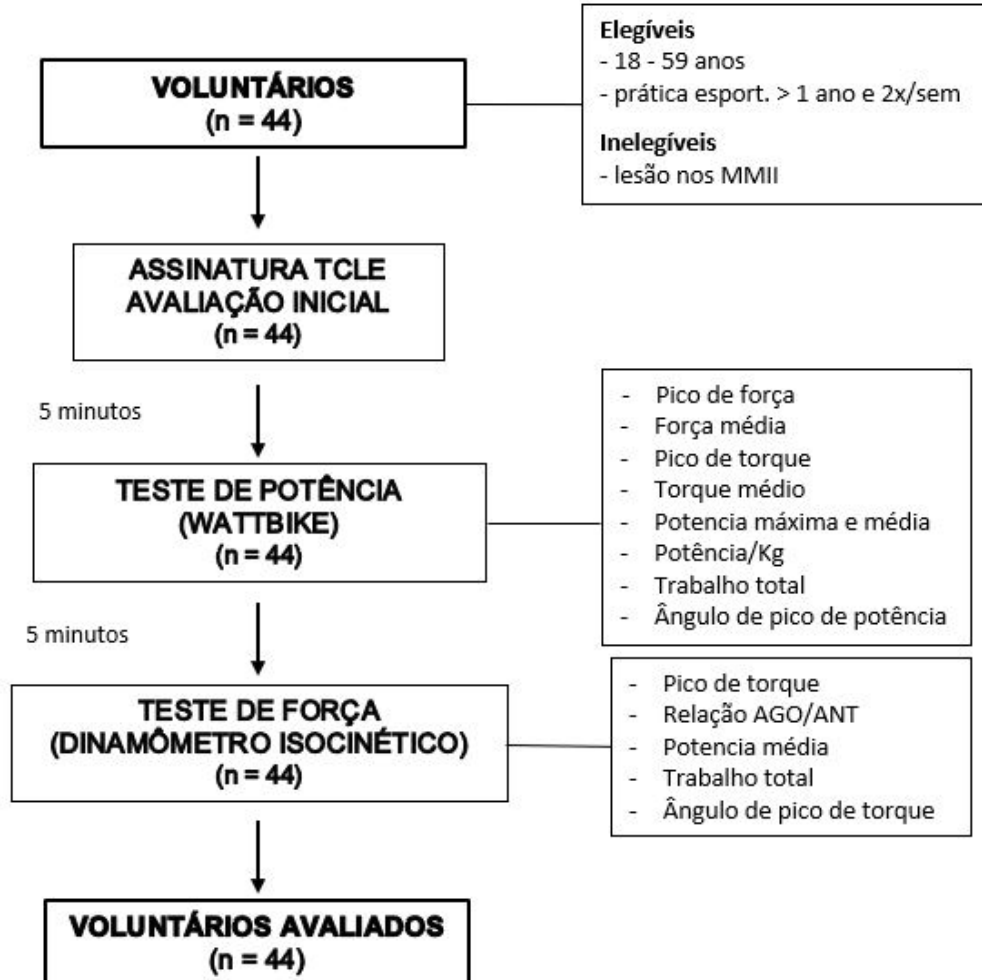 VOLUNTÁRIOS
(n = 44)
Elegíveis
- 18 - 59 anos
- prática esport. > 1 ano e 2x/sem
Inelegíveis
- lesão nos MMII
ASSINATURA TCLE
AVALIAÇÃO INICIAL
(n = 44)
5 minutos
TESTE DE POTÊNCIA
(WATTBIKE)
(n = 44)
- Pico de força
- Força média
- Pico de torque
- Torque médio
- Potencia máxima e média
- Potência/Kg
- Trabalho total
- Ângulo de pico de potência
5 minutos
TESTE DE FORÇA
(DINAMÔMETRO ISOCINÉTICO)
(n = 44)
- Pico de torque
- Relação AGO/ANT
- Potencia média
- Trabalho total
- Ângulo de pico de torque
VOLUNTÁRIOS AVALIADOS
(n = 44)